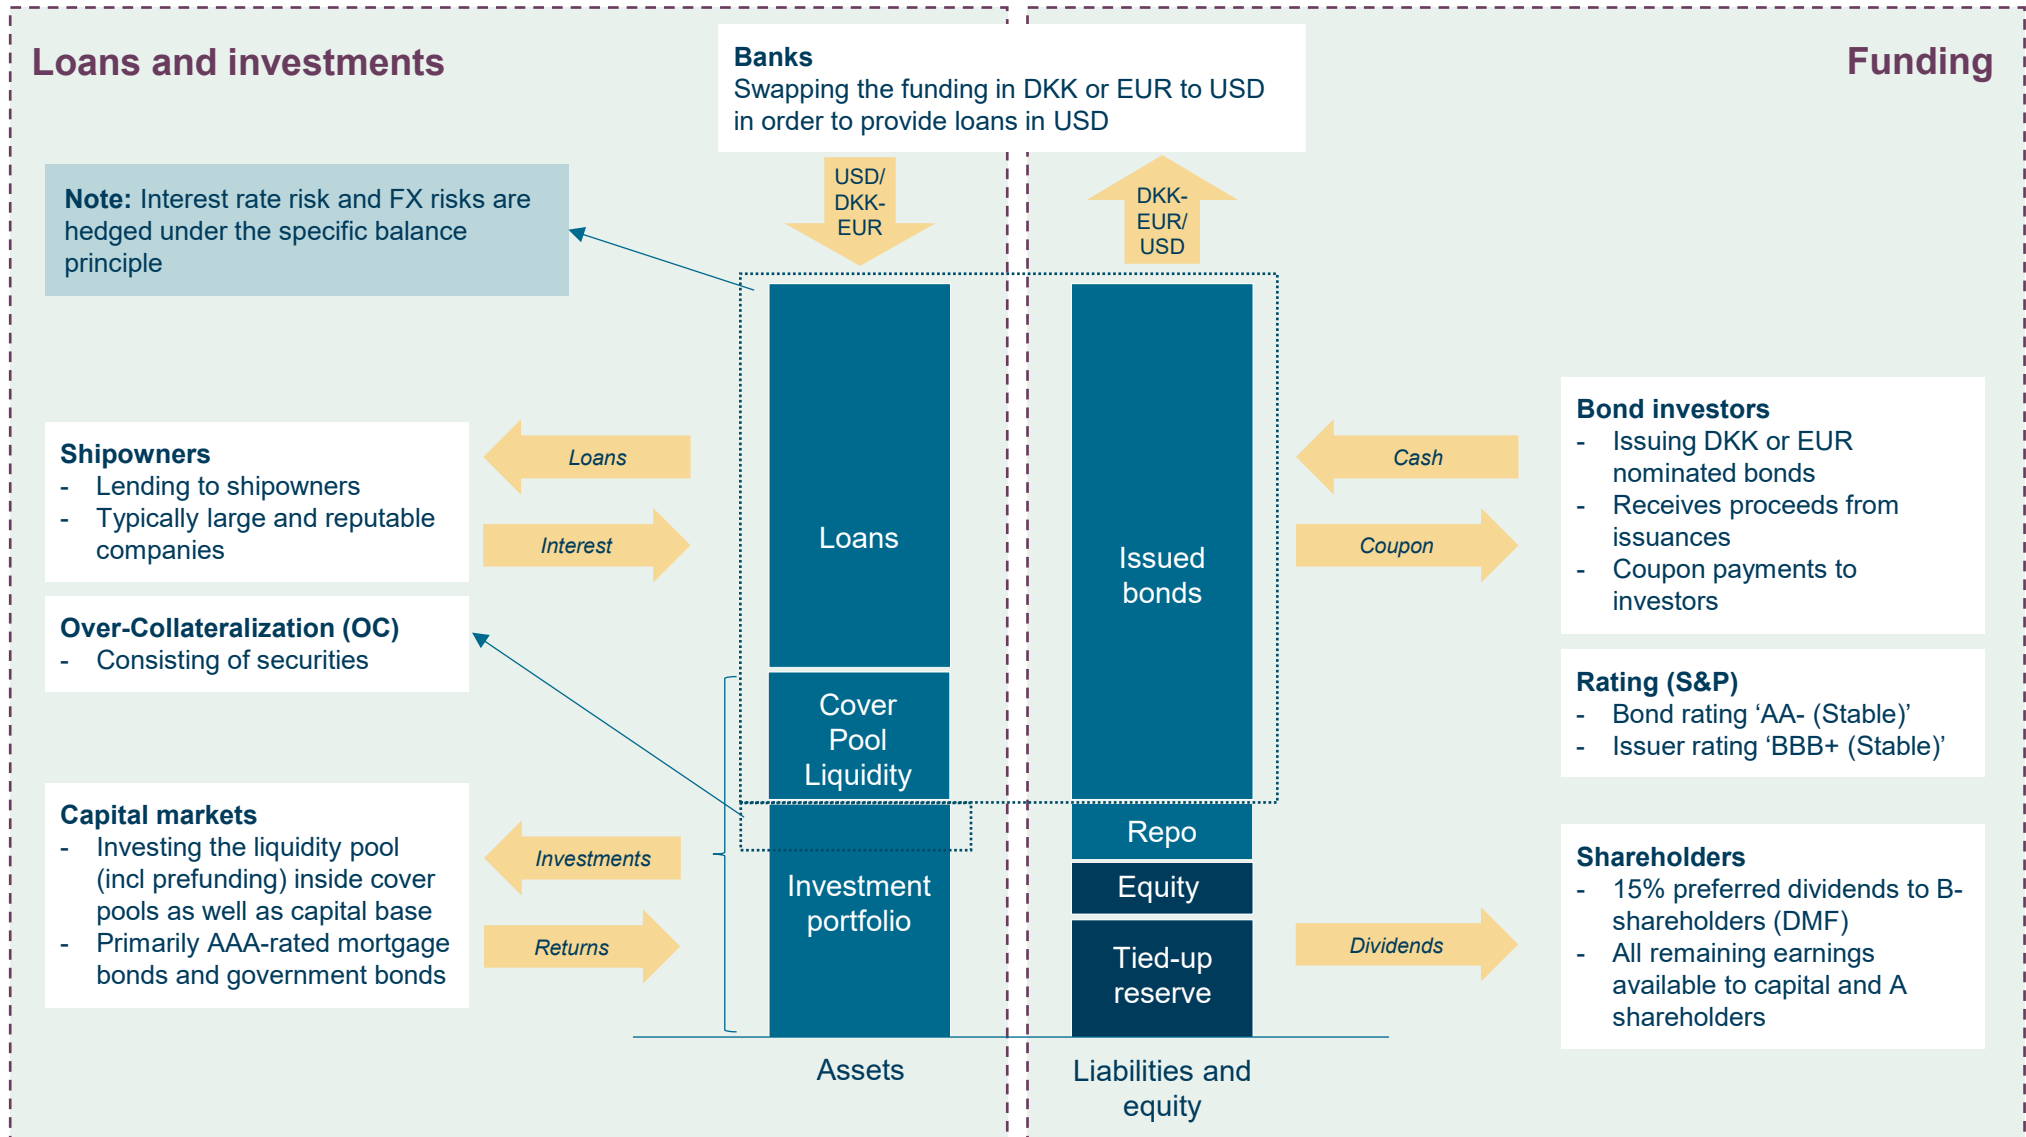 Loans and investments
Funding
Banks
Swapping the funding in DKK or EUR to USD
in order to provide loans in USD
Note: Interest rate risk and FX risks are
hedged under the specific balance
principle
USD/
DKK-
EUR
DKK-
EUR/
USD
Shipowners
- Lending to shipowners
- Typically large and reputable
companies
Loans
Interest
Over-Collateralization (OC)
- Consisting of securities
Capital markets
- Investing the liquidity pool
(incl prefunding) inside cover
pools as well as capital base
- Primarily AAA-rated mortgage
bonds and government bonds
Investments
Returns
Loans
Cover
Pool
Liquidity
Investment
portfolio
Assets
Issued
bonds
Repo
Equity
Tied-up
reserve
Liabilities and
equity
Cash
Coupon
Dividends
Bond investors
- Issuing DKK or EUR
nominated bonds
- Receives proceeds from
issuances
- Coupon payments to
investors
Rating (S&P)
- Bond rating ‘AA- (Stable)’
- Issuer rating ‘BBB+ (Stable)’
Shareholders
- 15% preferred dividends to B-
shareholders (DMF)
- All remaining earnings
available to capital and A
shareholders